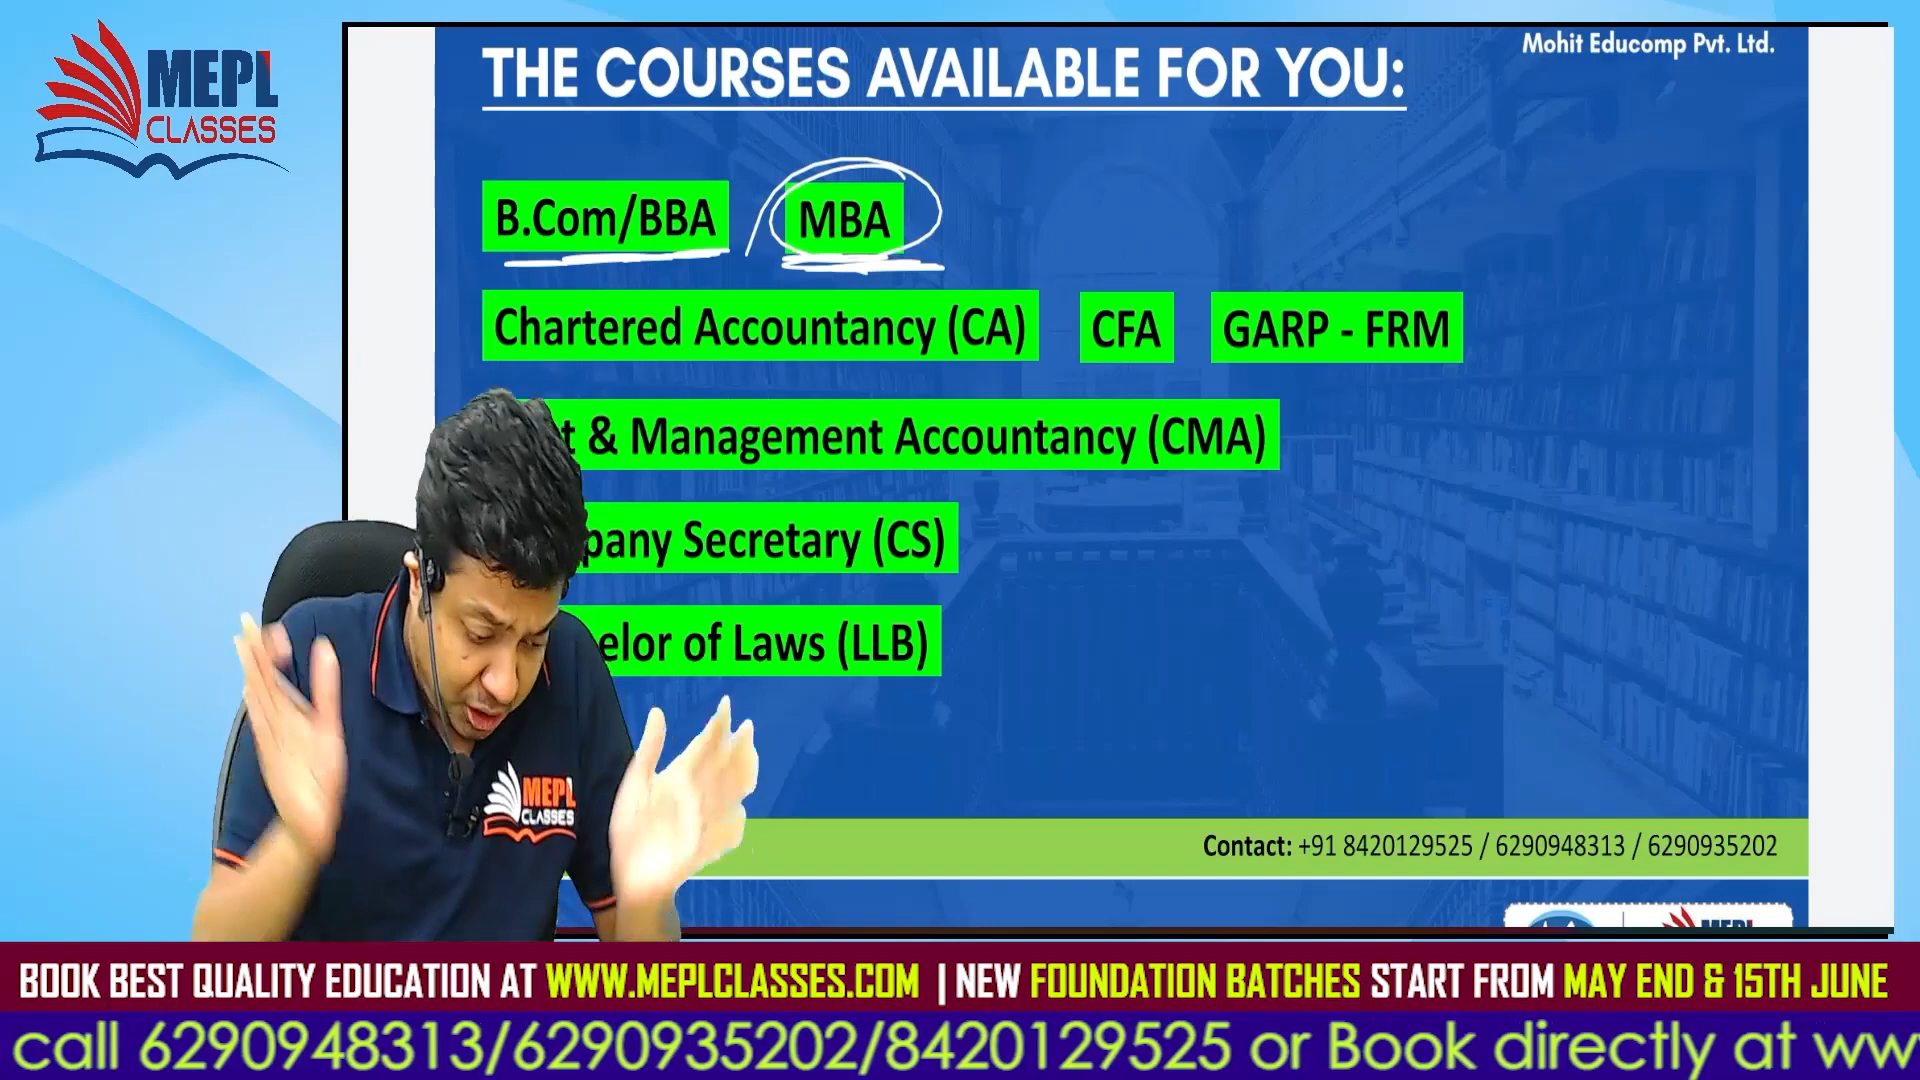 MEPL
CLASSES
Mohit Educomp Pvt. Ltd.
THE COURSES AVAILABLE FOR YOU:
B.Com/BBA MBA
Chartered Accountancy (CA) CFA GARP - FRM
& Management Accountancy (CMA)
Secretary (CS)
of Laws (LLB)
MEPL
CLASSES
Contact: +91 8420129525 / 6290948313 / 6290935202
MEPL
BOOK BEST QUALITY EDUCATION AT WWW.MEPLCLASSES.COM | NEW FOUNDATION BATCHES START FROM MAY END & 15TH JUNE
call 6290948313/6290935202/8420129525 or Book directly at